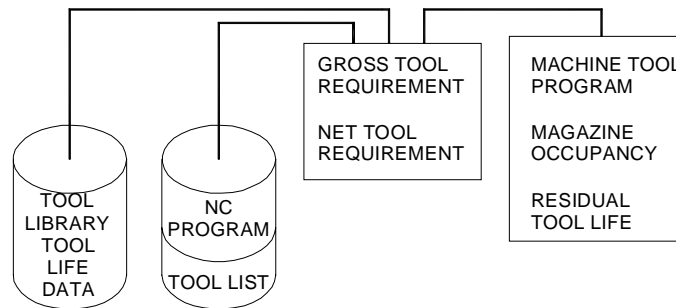 GROSS TOOL
REQUIREMENT
NET TOOL
REQUIREMENT
MACHINE TOOL
PROGRAM
MAGAZINE
OCCUPANCY
RESIDUAL
TOOL LIFE
TOOL
LIBRARY
TOOL
LIFE
DATA
NC
PROGRAM
TOOL LIST